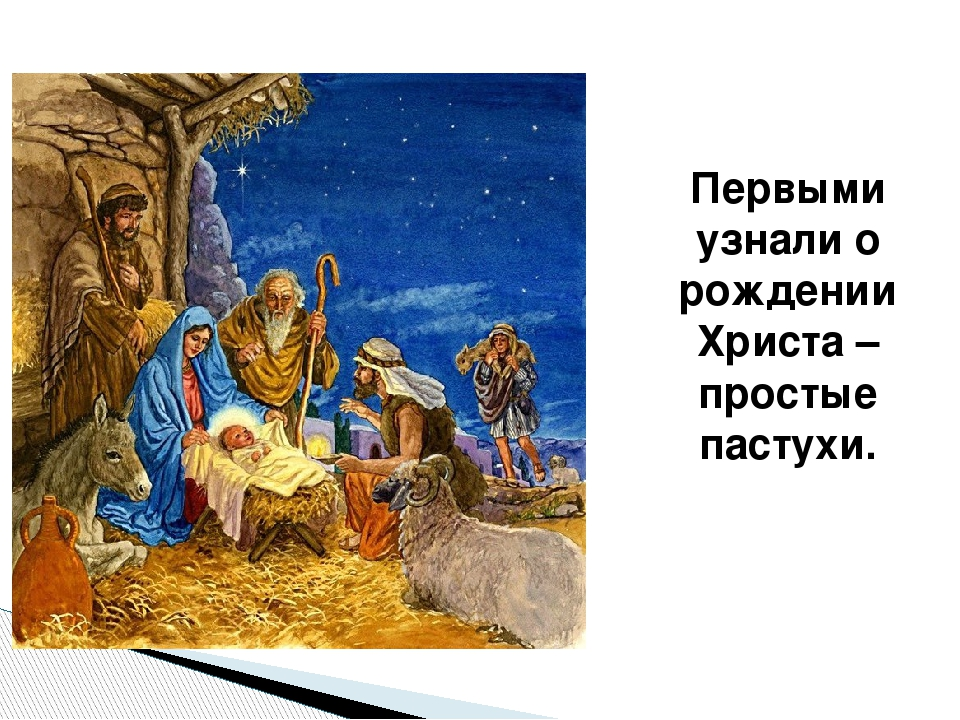 Первыми
узнали о
рождении
Христа –
простые
пастухи.